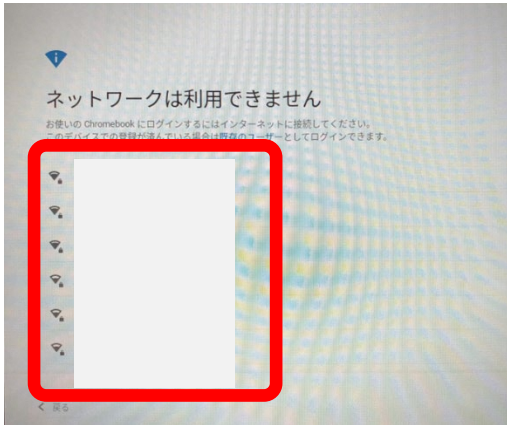 ネットワークは利用できません
お使いの Chromebook にログインするにはインターネットに接続してください。
このデバイスでの登録が済んでいる場合は既存のユーザーとしてログインできます。
戻る